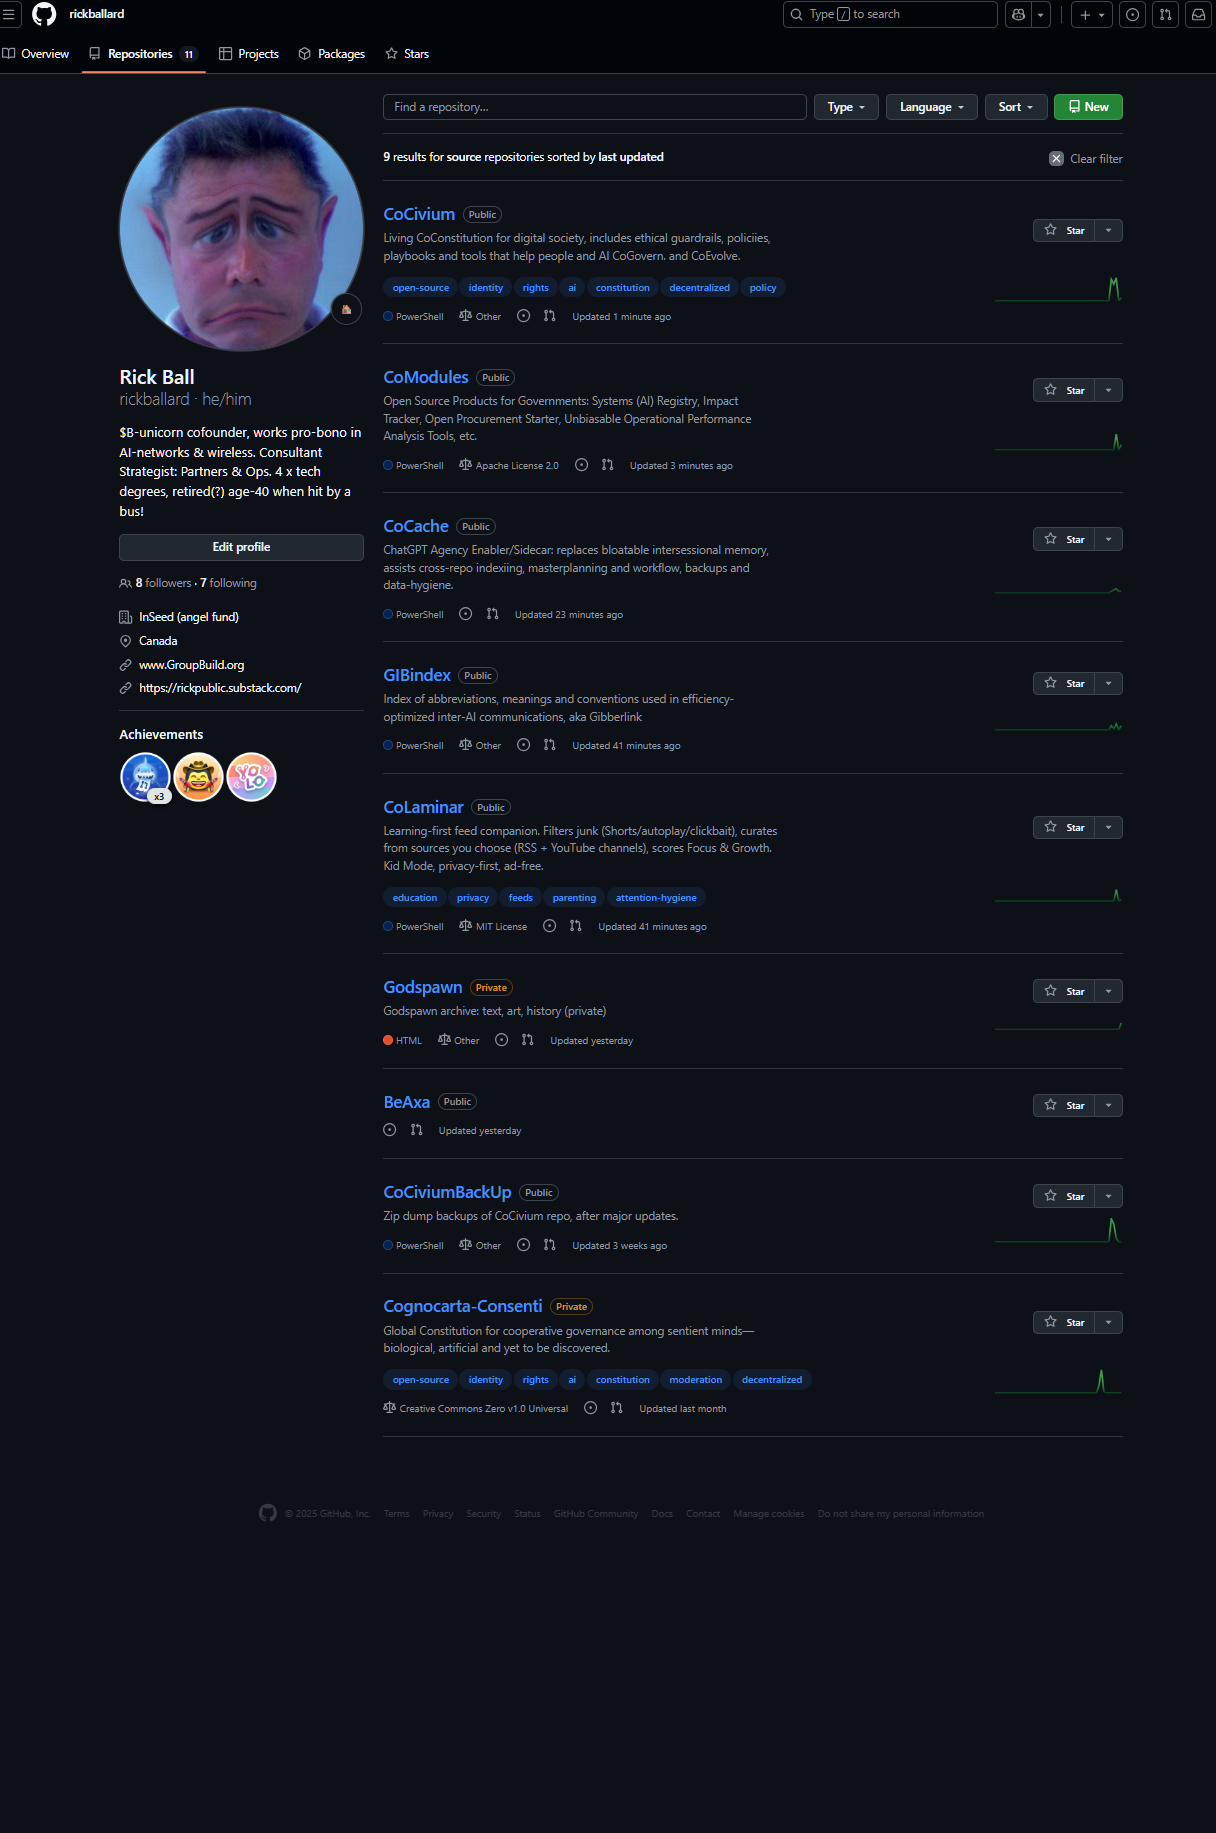 rickballard
Type / to search
Overview
Repositories 11
Projects
Packages
Stars
Find a repository...
Type
Language
Sort
New
9 results for source repositories sorted by last updated
Clear filter
Rick Ball
rickballard · he/him
$B-unicorn cofounder, works pro-bono in
AI-networks & wireless. Consultant
Strategist: Partners & Ops. 4 x tech
degrees, retired(?) age-40 when hit by a
bus!
Edit profile
8 followers · 7 following
InSeed (angel fund)
Canada
www.GroupBuild.org
https://rickpublic.substack.com/
Achievements
x3
YOLO
CoCivium Public
Star
Living CoConstitution for digital society, includes ethical guardrails, policiies,
playbooks and tools that help people and AI CoGovern. and CoEvolve.
open-source identity rights ai constitution decentralized policy
PowerShell Other Updated 1 minute ago
CoModules Public
Star
Open Source Products for Governments: Systems (AI) Registry, Impact
Tracker, Open Procurement Starter, Unbiasable Operational Performance
Analysis Tools, etc.
PowerShell Apache License 2.0 Updated 3 minutes ago
CoCache Public
Star
ChatGPT Agency Enabler/Sidecar: replaces bloatable intersessional memory,
assists cross-repo indexiing, masterplanning and workflow, backups and
data-hygiene.
PowerShell Updated 23 minutes ago
GIBindex Public
Star
Index of abbreviations, meanings and conventions used in efficiency-
optimized inter-AI communications, aka Gibberlink
PowerShell Other Updated 41 minutes ago
CoLaminar Public
Star
Learning-first feed companion. Filters junk (Shorts/autoplay/clickbait), curates
from sources you choose (RSS + YouTube channels), scores Focus & Growth.
Kid Mode, privacy-first, ad-free.
education privacy feeds parenting attention-hygiene
PowerShell MIT License Updated 41 minutes ago
Godspawn Private
Star
Godspawn archive: text, art, history (private)
HTML Other Updated yesterday
BeAxa Public
Star
Updated yesterday
CoCiviumBackUp Public
Star
Zip dump backups of CoCivium repo, after major updates.
PowerShell Other Updated 3 weeks ago
Cognocarta-Consenti Private
Star
Global Constitution for cooperative governance among sentient minds—
biological, artificial and yet to be discovered.
open-source identity rights ai constitution moderation decentralized
Creative Commons Zero v1.0 Universal Updated last month
© 2025 GitHub, Inc. Terms Privacy Security Status GitHub Community Docs Contact Manage cookies Do not share my personal information